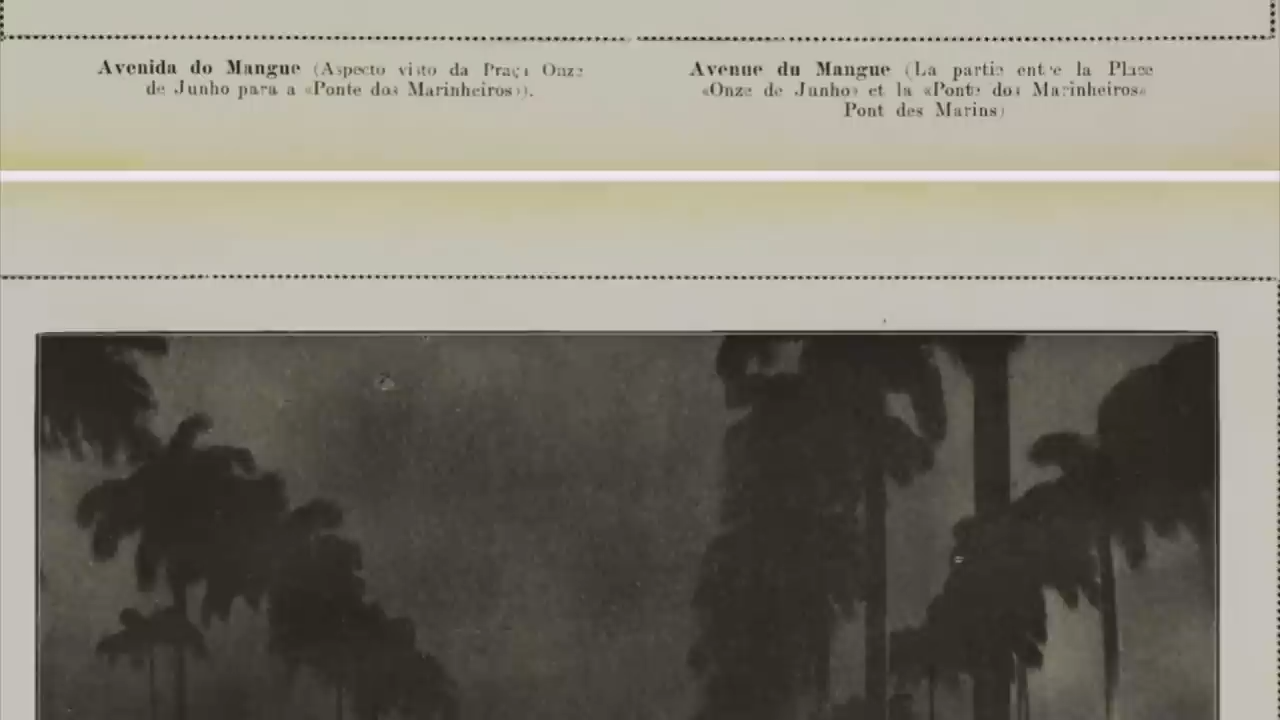 Avenida do Mangue (Aspecto visto da Praça Onze
de Junho para a «Ponte dos Marinheiros»).
Avenue du Mangue (La partie entre la Place
«Onze de Junho» et la «Ponte dos Marinheiros»
Pont des Marins)